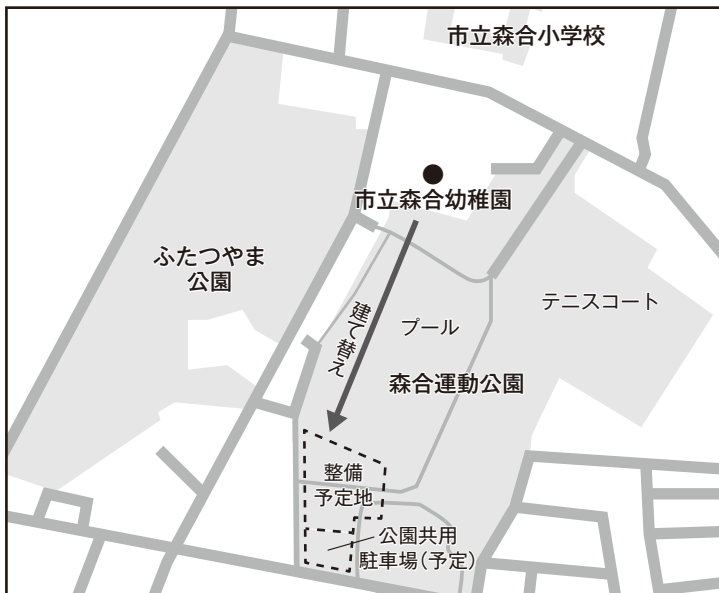 市立森合小学校
市立森合幼稚園
ふたつやま
公園
テニスコート
プール
建て替え
森合運動公園
整備
予定地
公園共用
駐車場(予定)